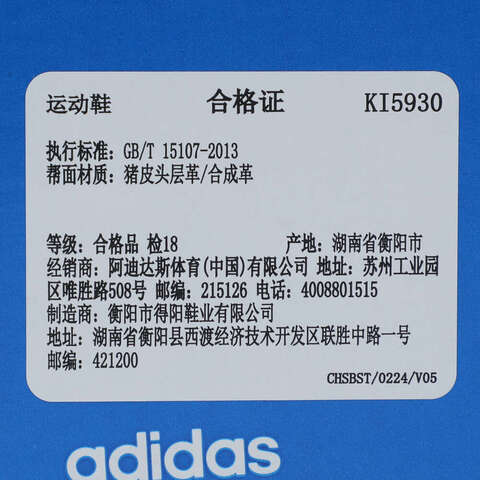 运动鞋 合格证 KI5930
执行标准：GB/T 15107-2013
帮面材质：猪皮头层革/合成革
等级：合格品 检18 产地：湖南省衡阳市
经销商：阿迪达斯体育(中国)有限公司 地址：苏州工业园
区唯胜路508号 邮编：215126 电话：4008801515
制造商：衡阳市得阳鞋业有限公司
地址：湖南省衡阳县西渡经济技术开发区联胜中路一号
邮编：421200
CHSBST/0224/V05
adidas